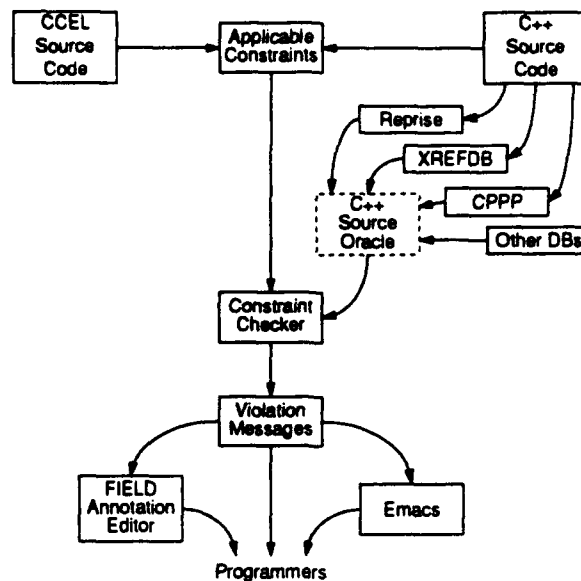 CCEL
Source
Code
Applicable
Constraints
C++
Source
Code
Reprise
XREFDB
CPPP
C++
Source
Oracle
Other DBs
Constraint
Checker
Violation
Messages
FIELD
Annotation
Editor
Emacs
Programmers